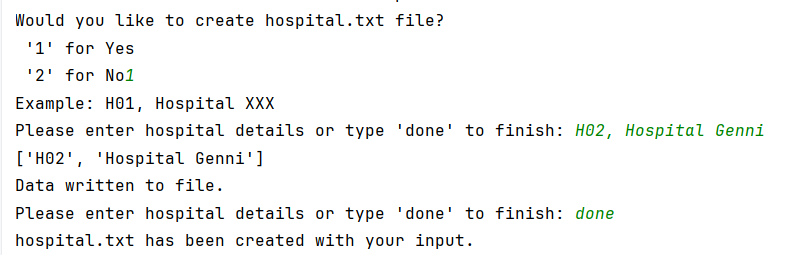 Would you like to create hospital.txt file?
'1' for Yes
'2' for No1
Example: H01, Hospital XXX
Please enter hospital details or type 'done' to finish: H02, Hospital Genni
['H02', 'Hospital Genni']
Data written to file.
Please enter hospital details or type 'done' to finish: done
hospital.txt has been created with your input.